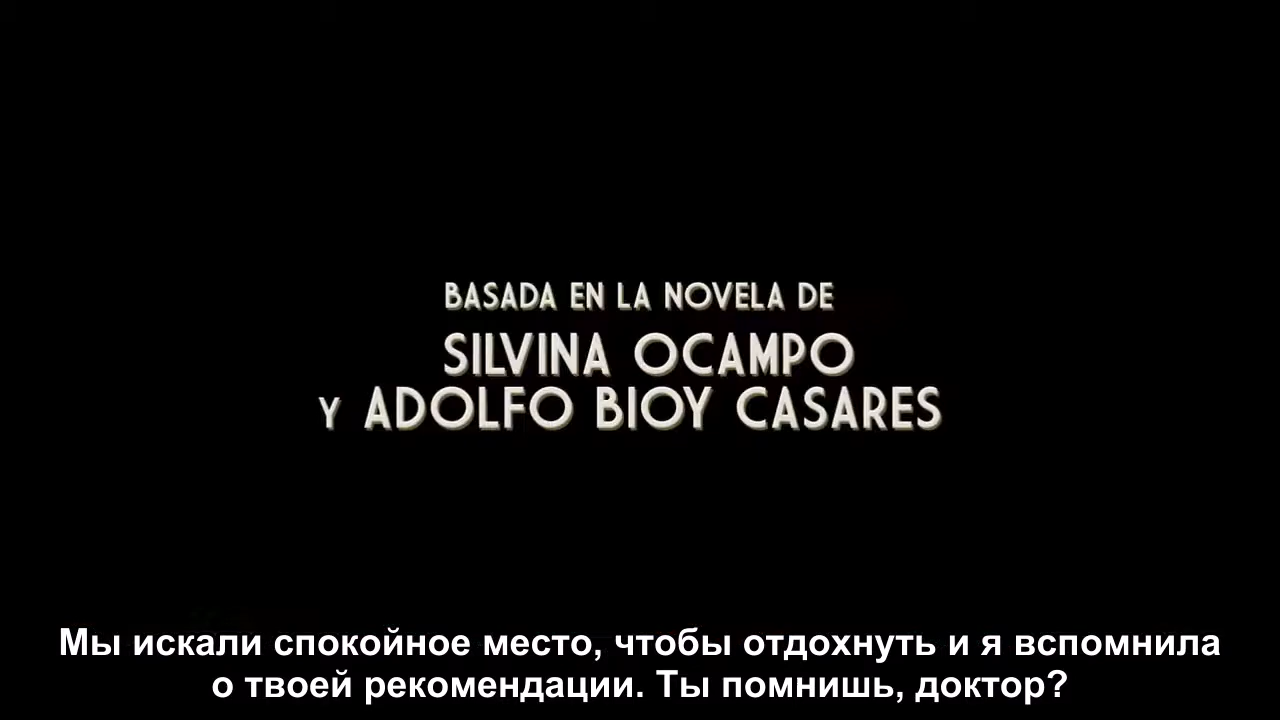 BASADA EN LA NOVELA DE
SILVINA OCAMPO
Y ADOLFO BIOY CASARES
Мы искали спокойное место, чтобы отдохнуть и я вспомнила
о твоей рекомендации. Ты помнишь, доктор?